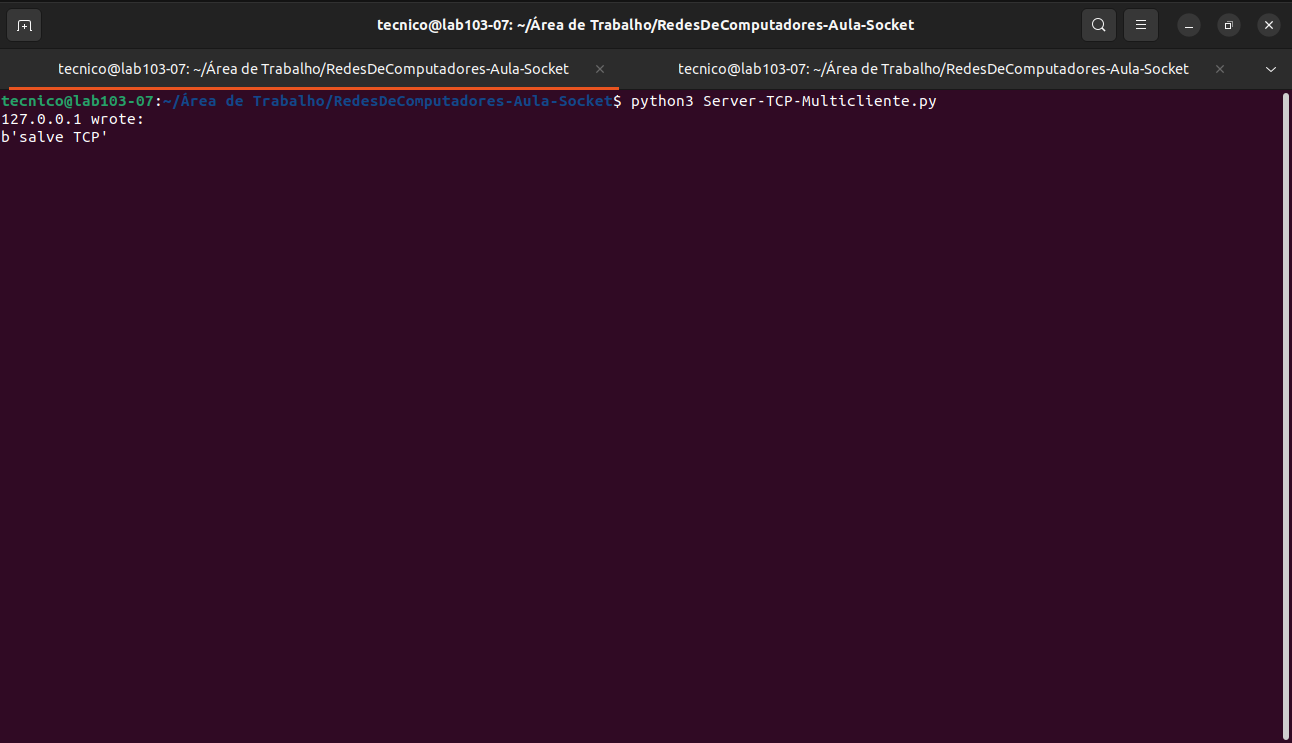 tecnico@lab103-07: ~/Área de Trabalho/RedesDeComputadores-Aula-Socket
tecnico@lab103-07: ~/Área de Trabalho/RedesDeComputadores-Aula-Socket
tecnico@lab103-07: ~/Área de Trabalho/RedesDeComputadores-Aula-Socket
tecnico@lab103-07:~/Área de Trabalho/RedesDeComputadores-Aula-Socket$ python3 Server-TCP-Multicliente.py
127.0.0.1 wrote:
b'salve TCP'